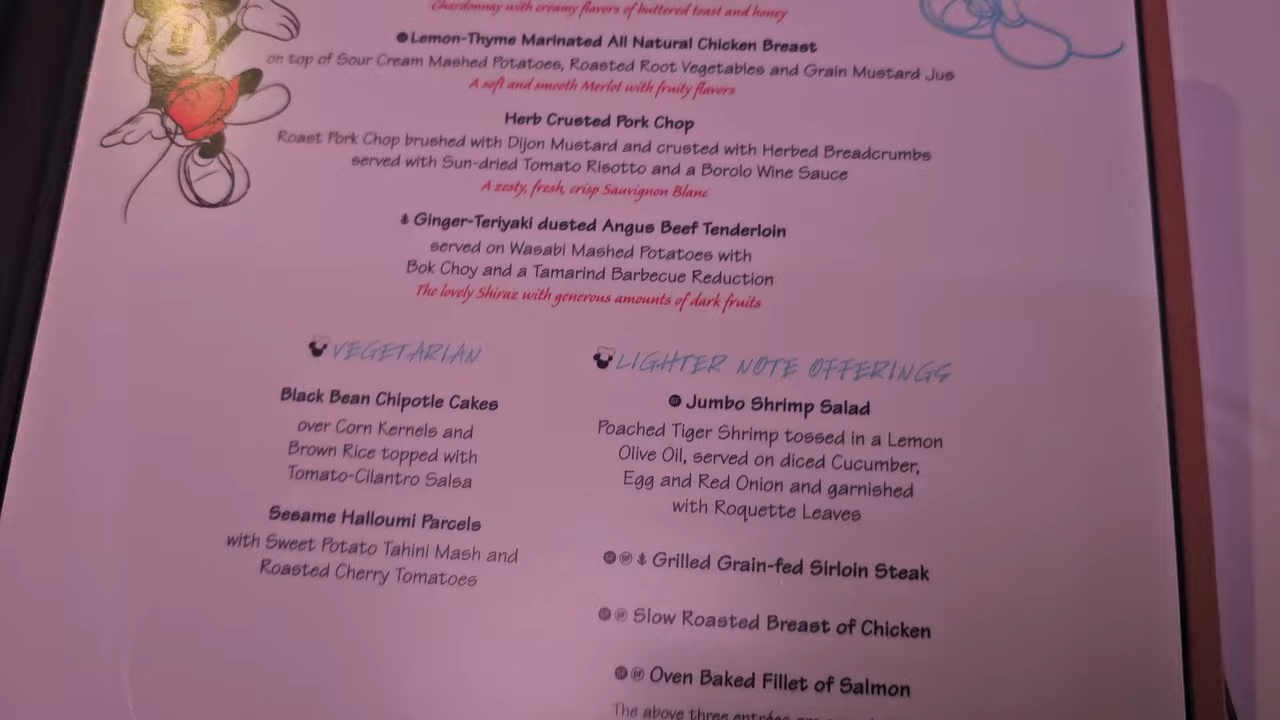 Chardonnay with creamy flavors of buttered toast and honey
Lemon-Thyme Marinated All Natural Chicken Breast
on top of Sour Cream Mashed Potatoes, Roasted Root Vegetables and Grain Mustard Jus
A soft and smooth Merlot with fruity flavors
Herb Crusted Pork Chop
Roast Pork Chop brushed with Dijon Mustard and crusted with Herbed Breadcrumbs
served with Sun-dried Tomato Risotto and a Borolo Wine Sauce
A zesty, fresh, crisp Sauvignon Blanc
Ginger-Teriyaki dusted Angus Beef Tenderloin
served on Wasabi Mashed Potatoes with
Bok Choy and a Tamarind Barbecue Reduction
The lovely Shiraz with generous amounts of dark fruits
VEGETARIAN
Black Bean Chipotle Cakes
over Corn Kernels and
Brown Rice topped with
Tomato-Cilantro Salsa
Sesame Halloumi Parcels
with Sweet Potato Tahini Mash and
Roasted Cherry Tomatoes
LIGHTER NOTE OFFERINGS
Jumbo Shrimp Salad
Poached Tiger Shrimp tossed in a Lemon
Olive Oil, served on diced Cucumber,
Egg and Red Onion and garnished
with Roquette Leaves
Grilled Grain-fed Sirloin Steak
Slow Roasted Breast of Chicken
Oven Baked Fillet of Salmon
The above three entrées